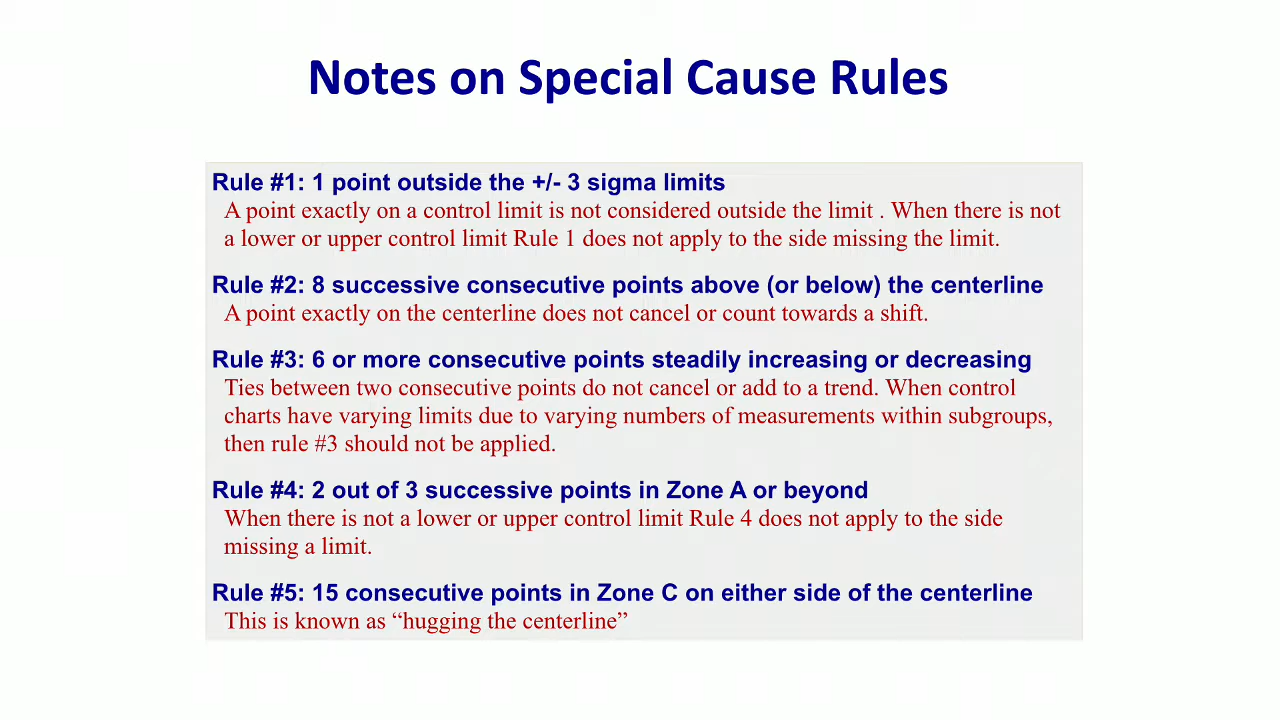 Notes on Special Cause Rules
Rule #1: 1 point outside the +/- 3 sigma limits
A point exactly on a control limit is not considered outside the limit . When there is not
a lower or upper control limit Rule 1 does not apply to the side missing the limit.
Rule #2: 8 successive consecutive points above (or below) the centerline
A point exactly on the centerline does not cancel or count towards a shift.
Rule #3: 6 or more consecutive points steadily increasing or decreasing
Ties between two consecutive points do not cancel or add to a trend. When control
charts have varying limits due to varying numbers of measurements within subgroups,
then rule #3 should not be applied.
Rule #4: 2 out of 3 successive points in Zone A or beyond
When there is not a lower or upper control limit Rule 4 does not apply to the side
missing a limit.
Rule #5: 15 consecutive points in Zone C on either side of the centerline
This is known as “hugging the centerline”